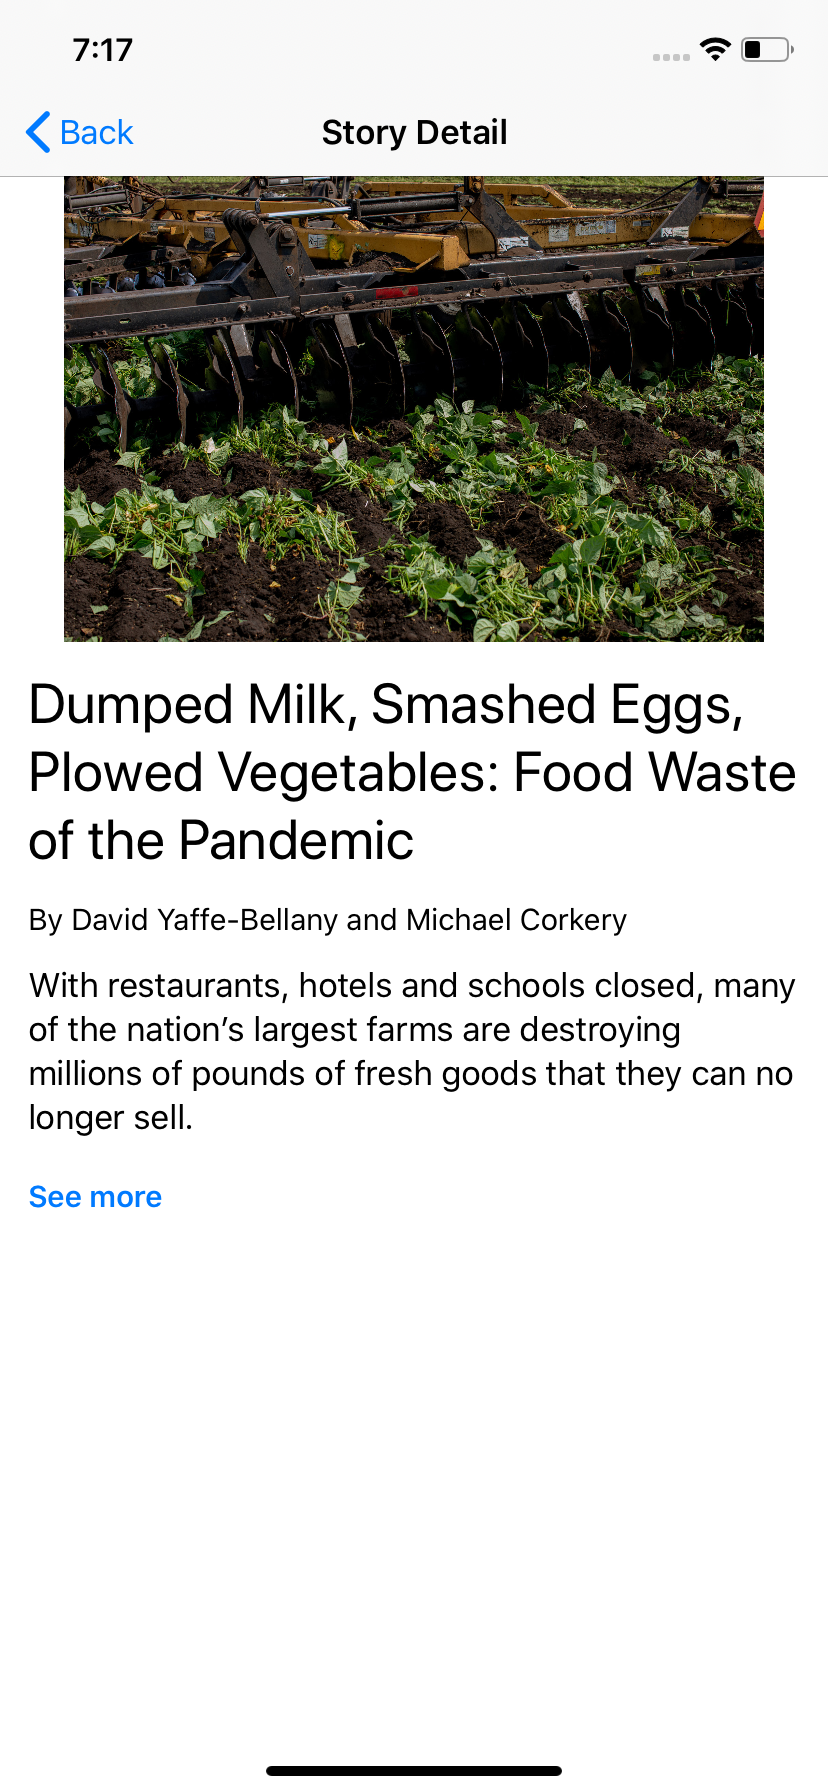 7:17
Back
Story Detail
Dumped Milk, Smashed Eggs,
Plowed Vegetables: Food Waste
of the Pandemic
By David Yaffe-Bellany and Michael Corkery
With restaurants, hotels and schools closed, many
of the nation’s largest farms are destroying
millions of pounds of fresh goods that they can no
longer sell.
See more